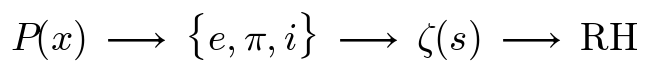 P(x) ⟶ {e, π, i} ⟶ ζ(s) ⟶ RH